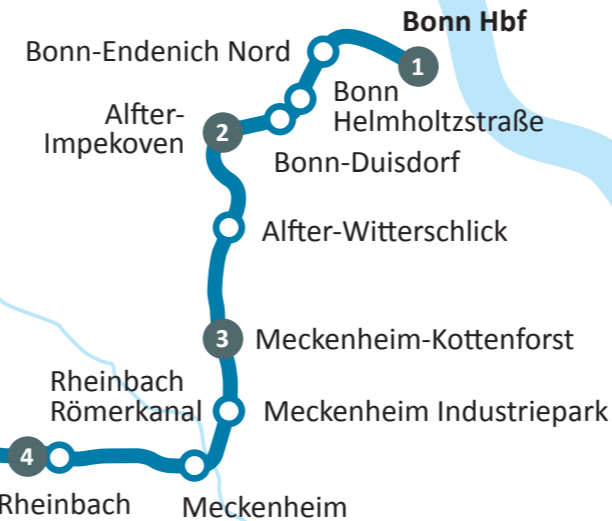 Bonn Hbf
1
Bonn-Endenich Nord
Bonn
Helmholtzstraße
Alfter-
Impekoven
2
Bonn-Duisdorf
Alfter-Witterschlick
3
Meckenheim-Kottenforst
Rheinbach
Römerkanal
Meckenheim Industriepark
4
Rheinbach
Meckenheim